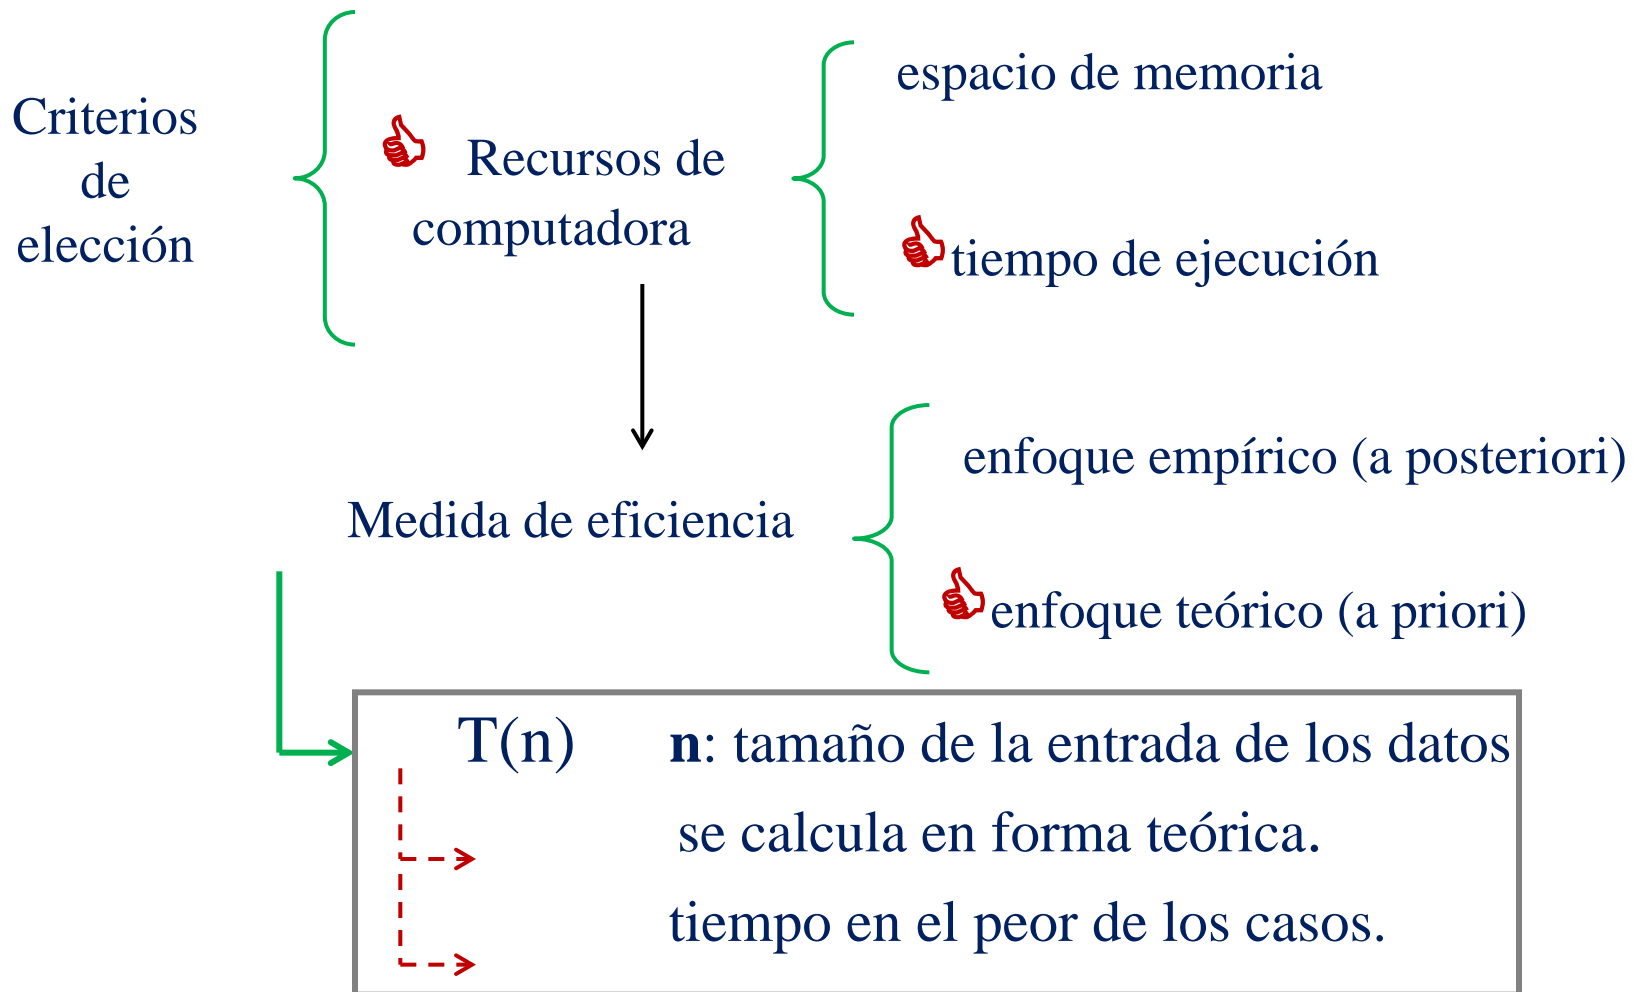 Criterios
de
elección
Recursos de
computadora
espacio de memoria
tiempo de ejecución
Medida de eficiencia
enfoque empírico (a posteriori)
enfoque teórico (a priori)
T(n) n: tamaño de la entrada de los datos
se calcula en forma teórica.
tiempo en el peor de los casos.